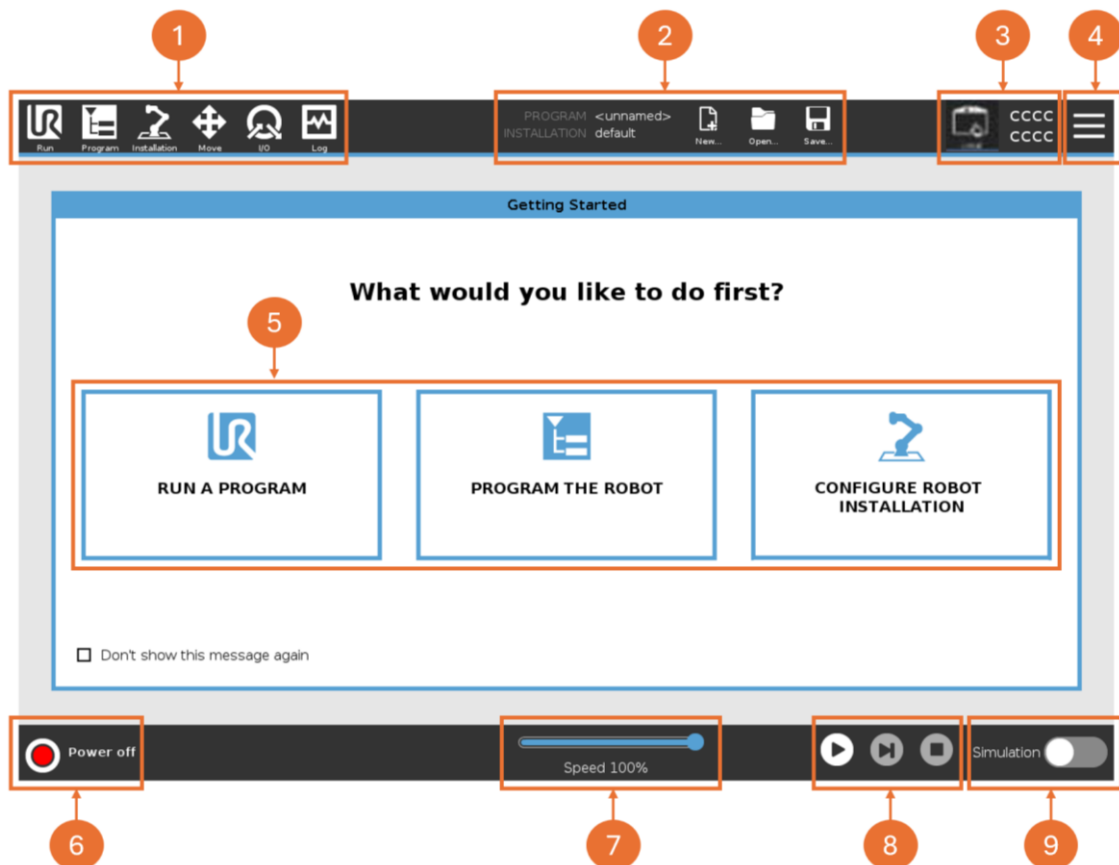 1
2
3
4
PROGRAM <unnamed>
INSTALLATION default
CCCC
CCCC
Run
Program
Installation
Move
I/O
Log
New...
Open...
Save...
Getting Started
What would you like to do first?
5
RUN A PROGRAM
PROGRAM THE ROBOT
CONFIGURE ROBOT
INSTALLATION
Don't show this message again
Power off
Speed 100%
Simulation
6
7
8
9